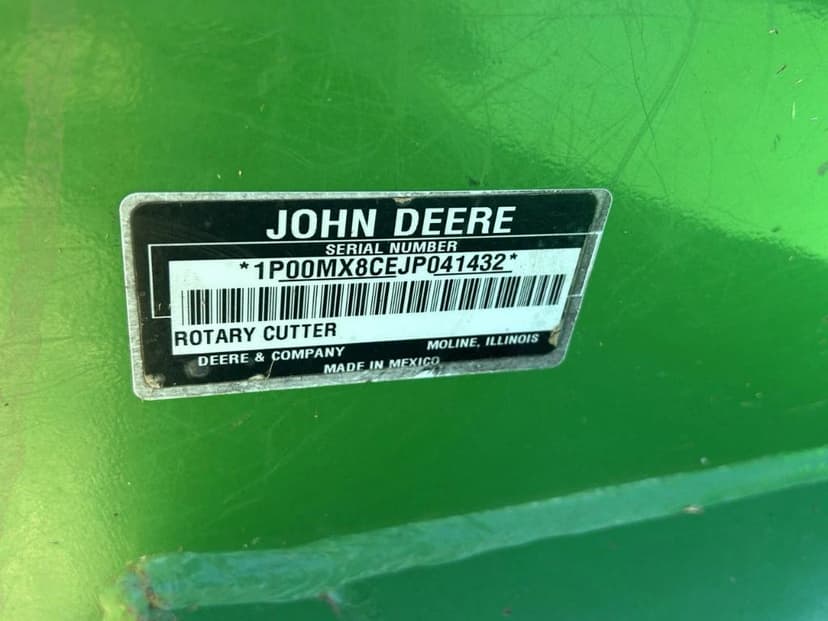 JOHN DEERE
SERIAL NUMBER
*1P00MX8CEJP041432*
ROTARY CUTTER
DEERE & COMPANY MOLINE, ILLINOIS
MADE IN MEXICO